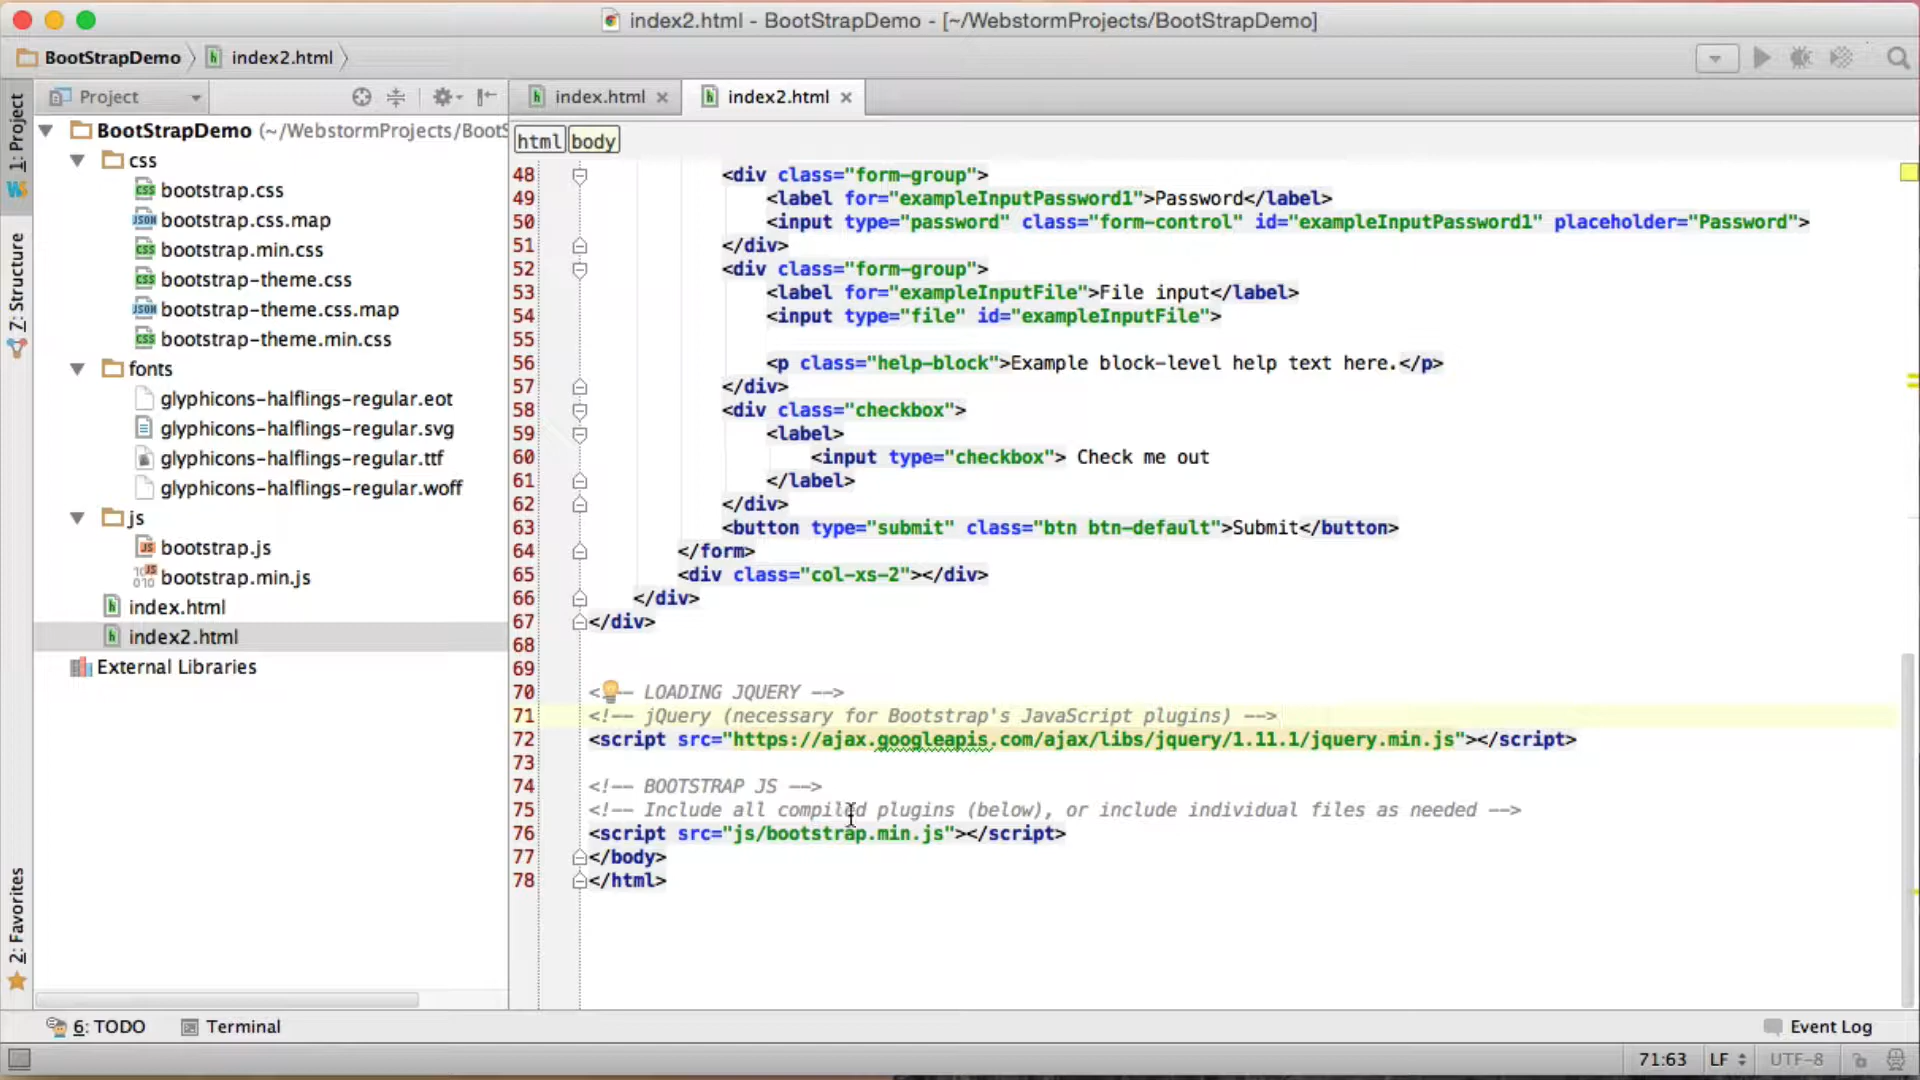 index2.html - BootStrapDemo - [~/WebstormProjects/BootStrapDemo]
BootStrapDemo index2.html
Project
index.html index2.html
1: Project
7: Structure
2: Favorites
BootStrapDemo (~/WebstormProjects/BootS
css
bootstrap.css
bootstrap.css.map
bootstrap.min.css
bootstrap-theme.css
bootstrap-theme.css.map
bootstrap-theme.min.css
fonts
glyphicons-halflings-regular.eot
glyphicons-halflings-regular.svg
glyphicons-halflings-regular.ttf
glyphicons-halflings-regular.woff
js
bootstrap.js
bootstrap.min.js
index.html
index2.html
External Libraries
html body
48 <div class="form-group">
49 <label for="exampleInputPassword1">Password</label>
50 <input type="password" class="form-control" id="exampleInputPassword1" placeholder="Password">
51 </div>
52 <div class="form-group">
53 <label for="exampleInputFile">File input</label>
54 <input type="file" id="exampleInputFile">
55
56 <p class="help-block">Example block-level help text here.</p>
57 </div>
58 <div class="checkbox">
59 <label>
60 <input type="checkbox"> Check me out
61 </label>
62 </div>
63 <button type="submit" class="btn btn-default">Submit</button>
64 </form>
65 <div class="col-xs-2"></div>
66 </div>
67 </div>
68
69
70 <!-- LOADING JQUERY -->
71 <!-- jQuery (necessary for Bootstrap's JavaScript plugins) -->
72 <script src="https://ajax.googleapis.com/ajax/libs/jquery/1.11.1/jquery.min.js"></script>
73
74 <!-- BOOTSTRAP JS -->
75 <!-- Include all compiled plugins (below), or include individual files as needed -->
76 <script src="js/bootstrap.min.js"></script>
77 </body>
78 </html>
6: TODO Terminal Event Log
71:63 LF UTF-8